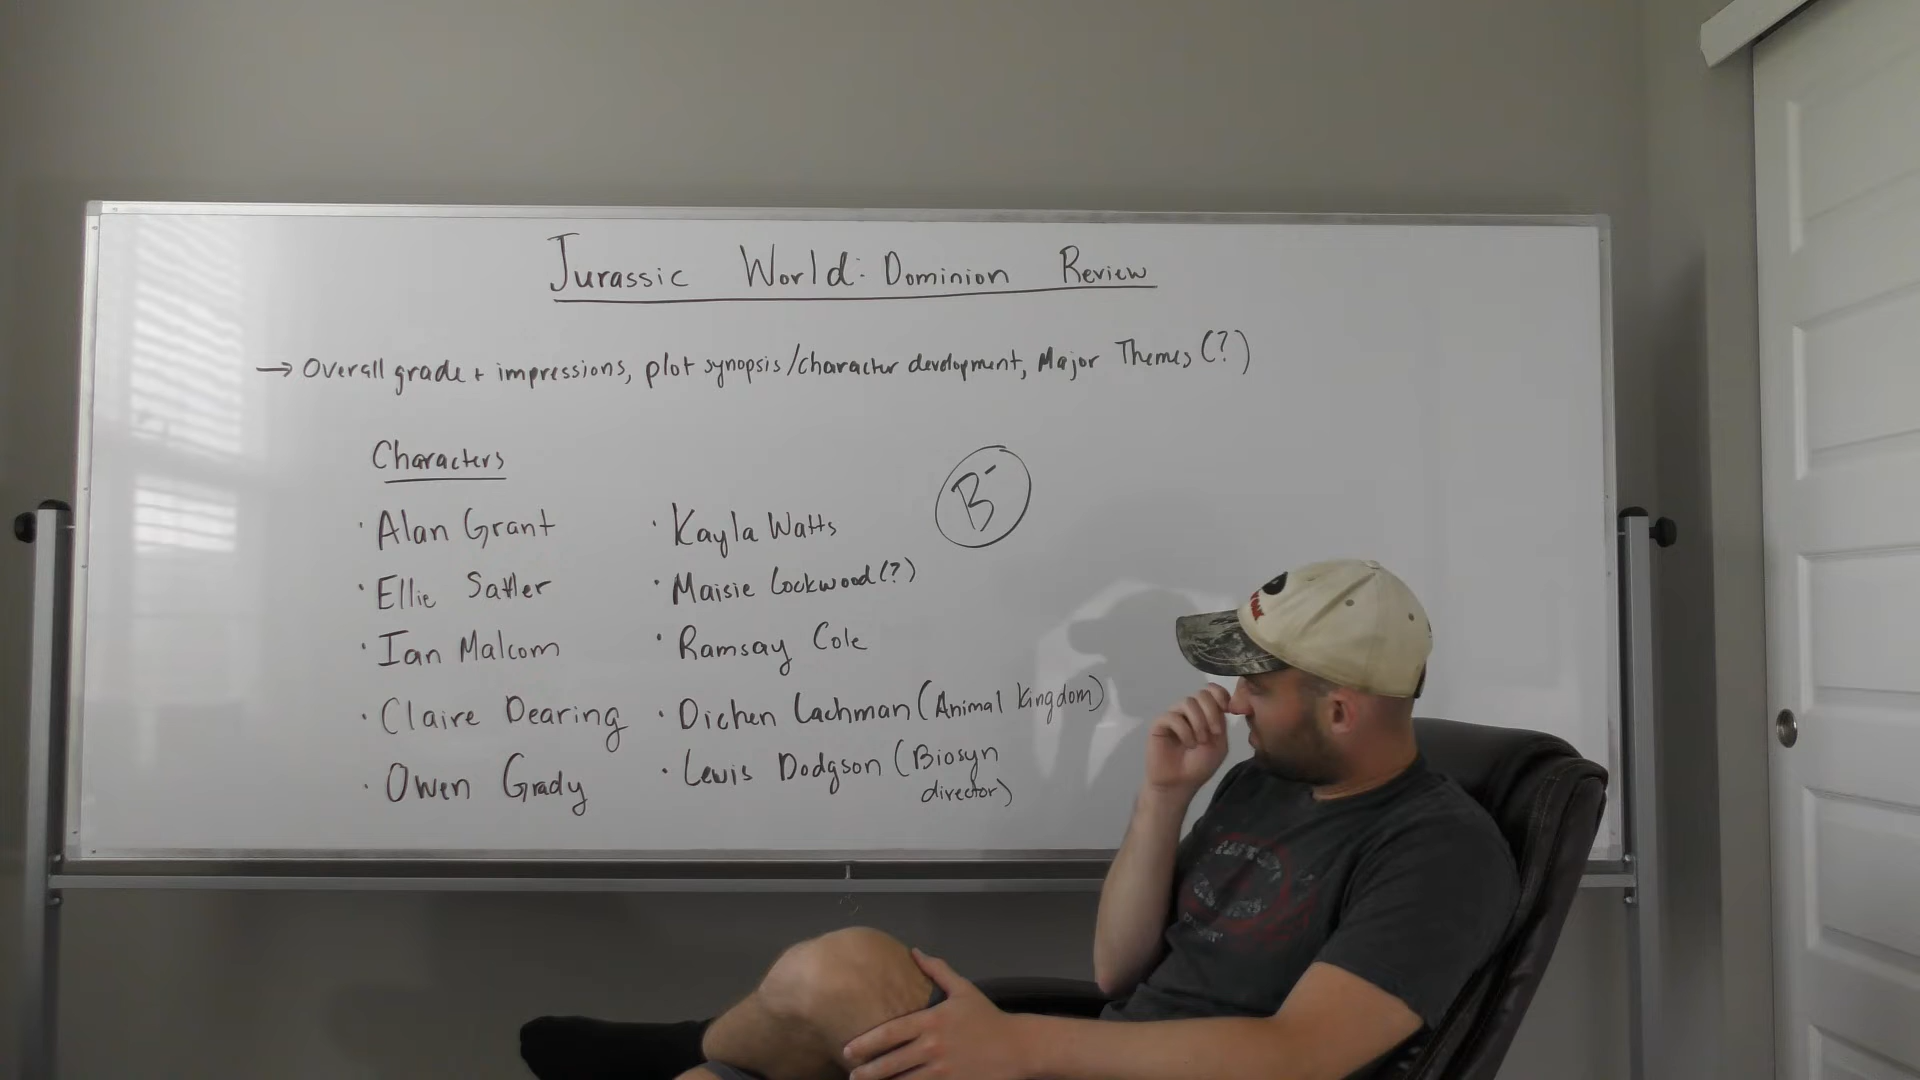 Jurassic World: Dominion Review
→ Overall grade + impressions, plot synopsis/character development, Major Themes (?)
Characters
· Alan Grant
· Ellie Sattler
· Ian Malcom
· Claire Dearing
· Owen Grady
· Kayla Watts
· Maisie Lockwood (?)
· Ramsay Cole
· Dichen Lachman (Animal Kingdom)
· Lewis Dodgson (Biosyn
director)
B-